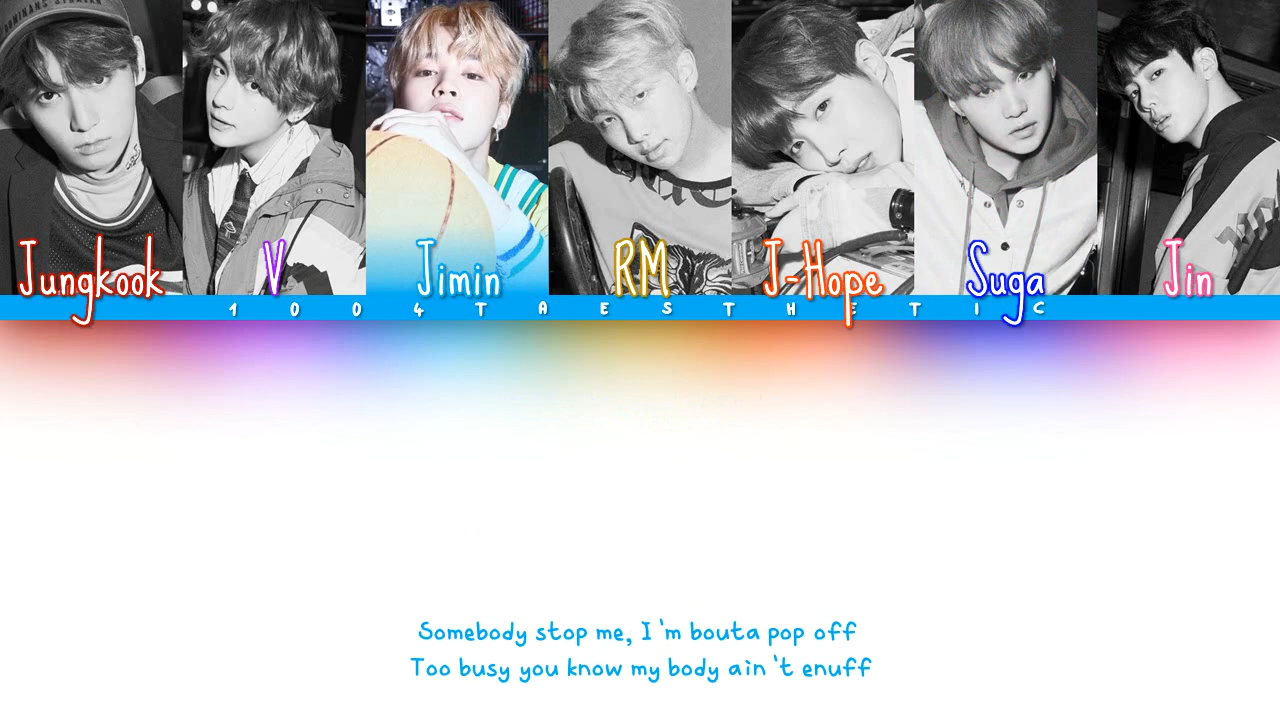 Jungkook V Jimin RM J-Hope Suga Jin
1 0 0 4 T A E S T H E T I C
Somebody stop me, I 'm bouta pop off
Too busy you know my body ain 't enuff